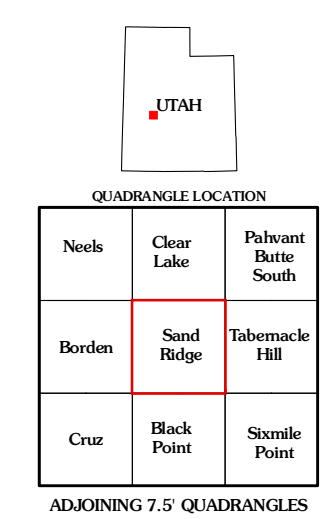 UTAH
QUADRANGLE LOCATION
Neels
Clear
Lake
Pahvant
Butte
South
Borden
Sand
Ridge
Tabernacle
Hill
Cruz
Black
Point
Sixmile
Point
ADJOINING 7.5' QUADRANGLES